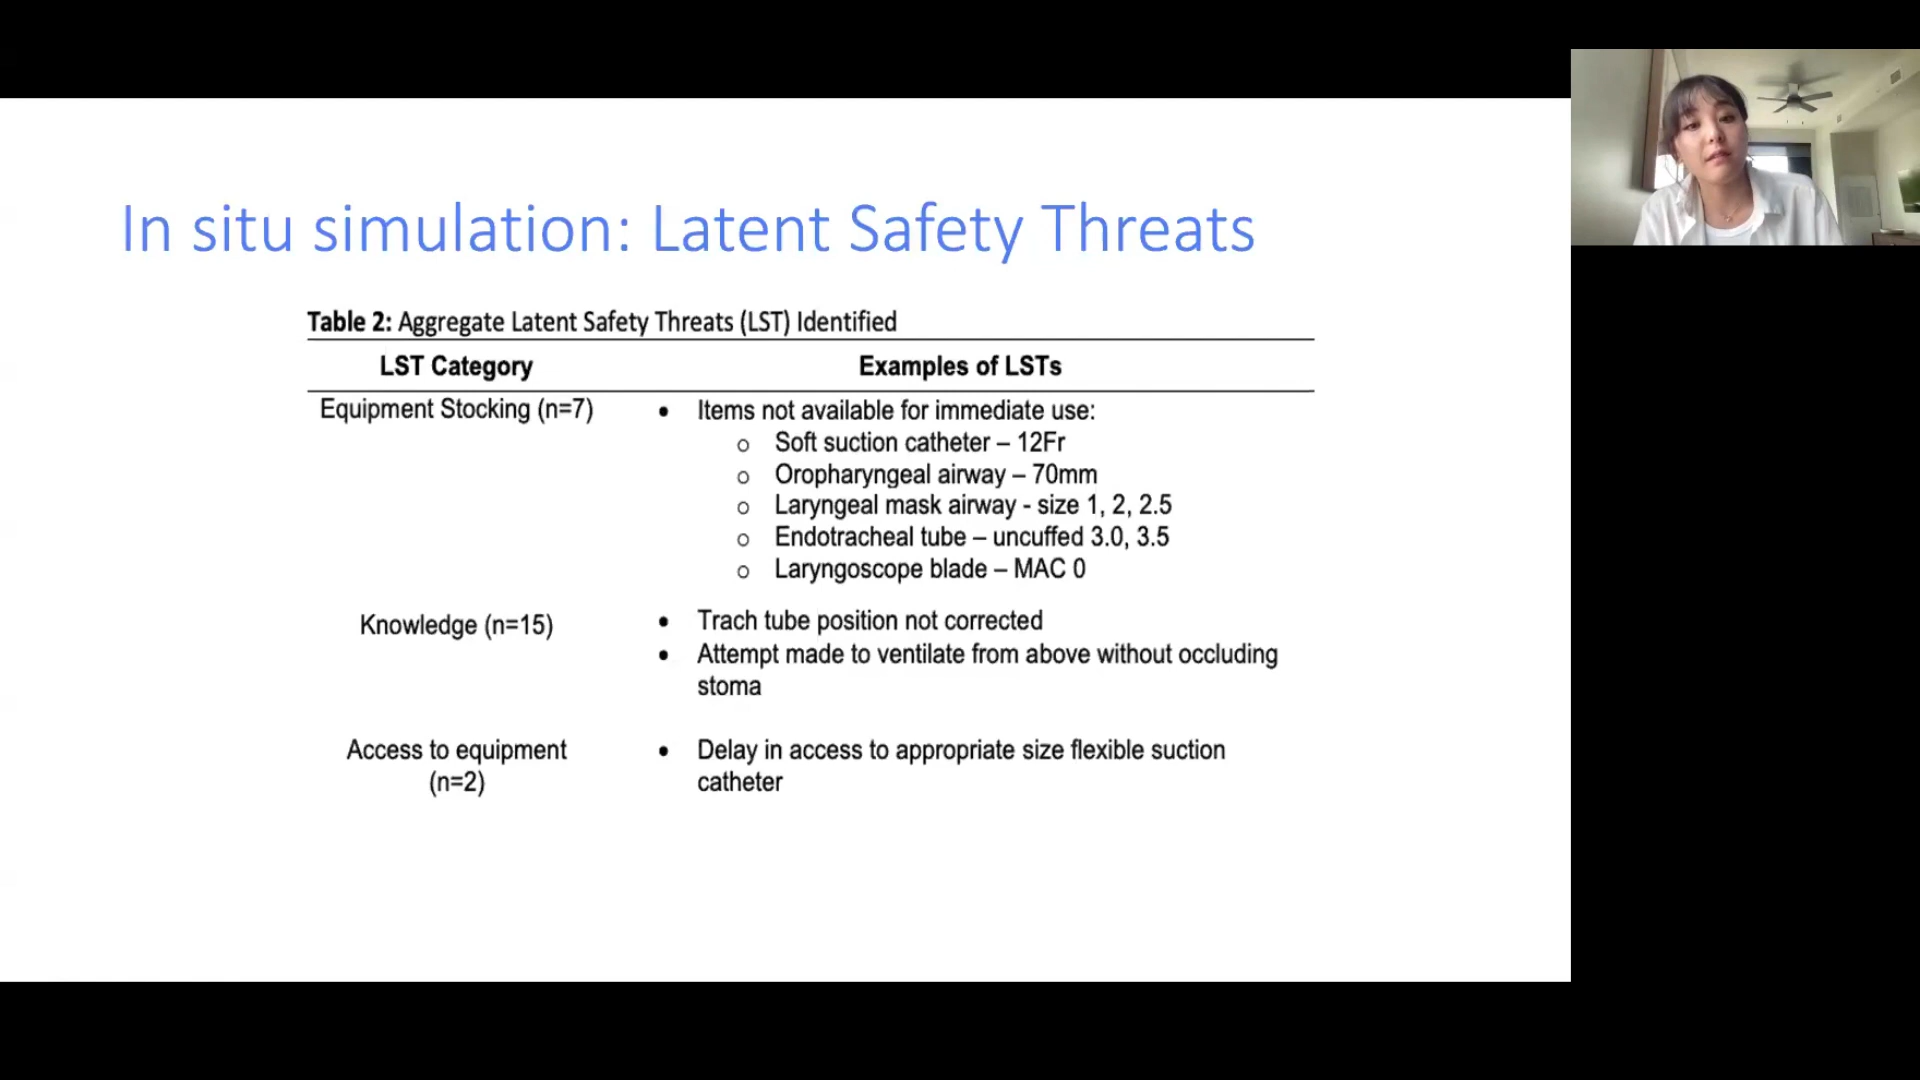 In situ simulation: Latent Safety Threats
Table 2: Aggregate Latent Safety Threats (LST) Identified
LST Category Examples of LSTs
Equipment Stocking (n=7) • Items not available for immediate use:
o Soft suction catheter – 12Fr
o Oropharyngeal airway – 70mm
o Laryngeal mask airway - size 1, 2, 2.5
o Endotracheal tube – uncuffed 3.0, 3.5
o Laryngoscope blade – MAC 0
Knowledge (n=15) • Trach tube position not corrected
• Attempt made to ventilate from above without occluding
stoma
Access to equipment • Delay in access to appropriate size flexible suction
(n=2) catheter